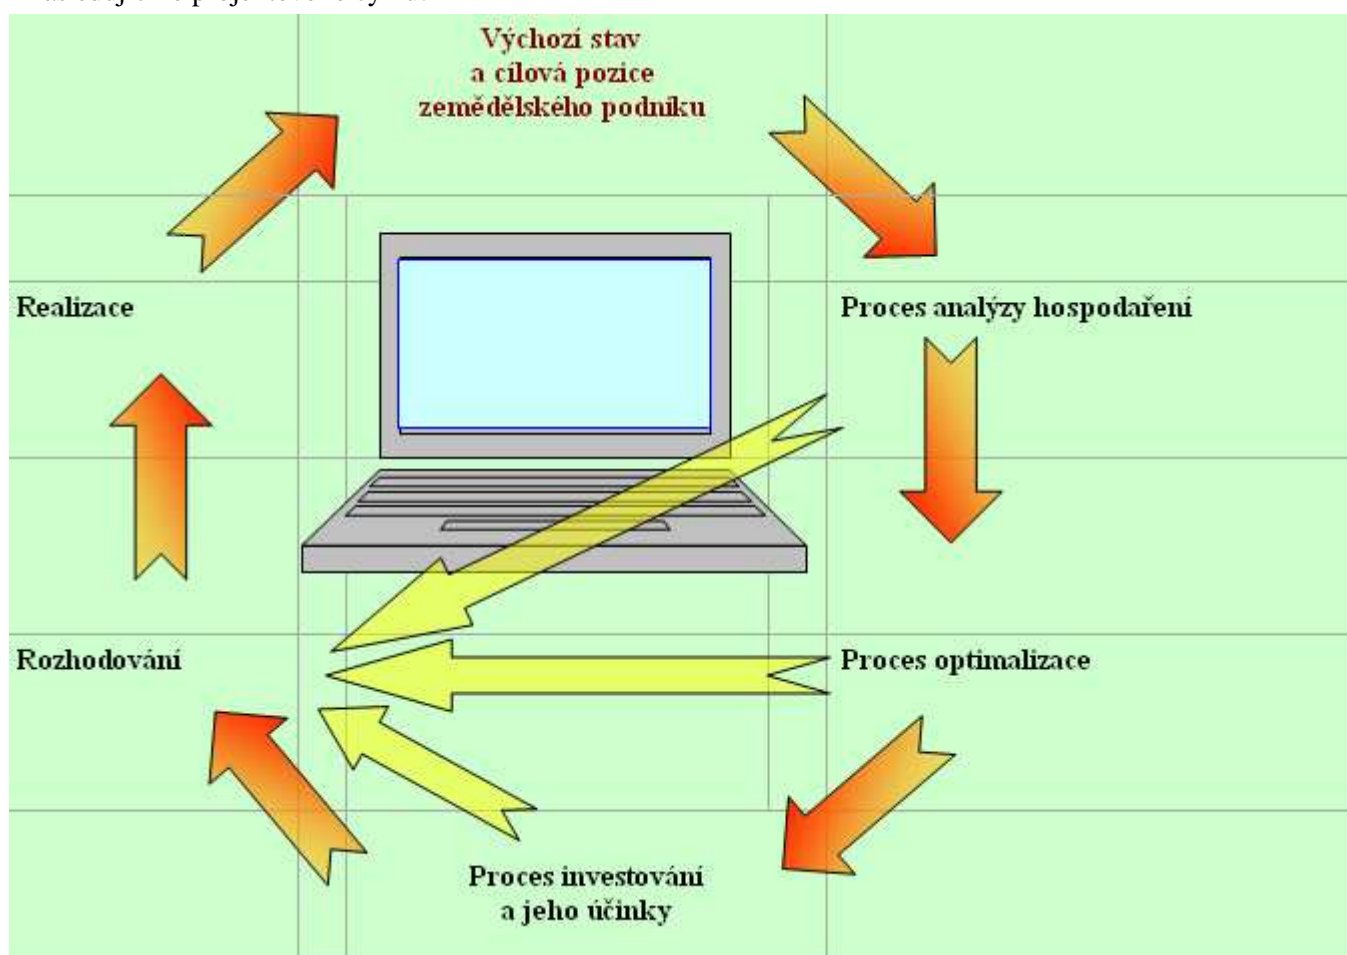 Výchozí stav
a cílová pozice
zemědělského podniku
Realizace
Proces analýzy hospodaření
Rozhodování
Proces optimalizace
Proces investování
a jeho účinky